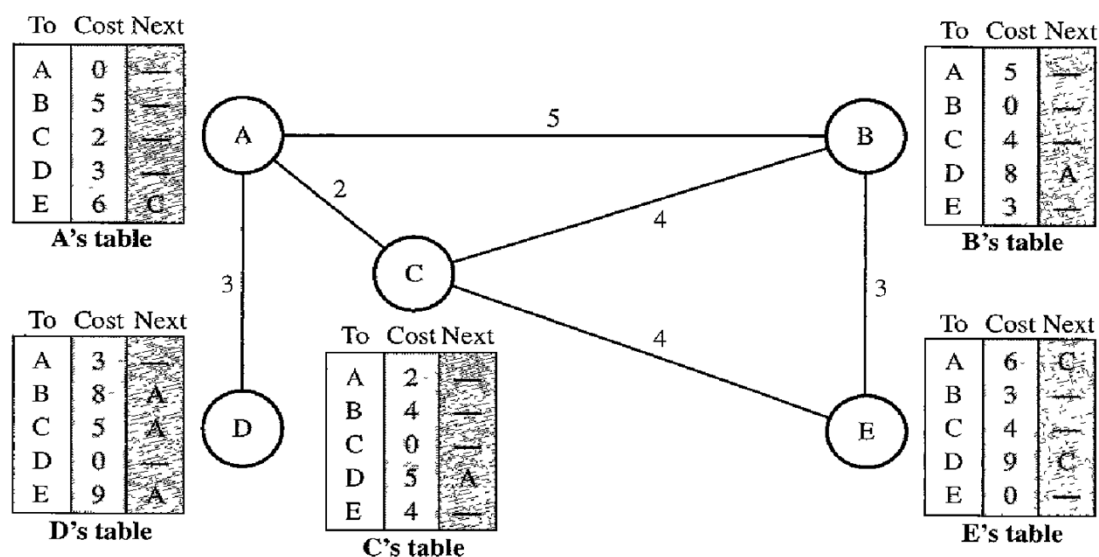 To Cost Next
A 0 —
B 5 —
C 2 —
D 3 —
E 6 C
A's table
To Cost Next
A 5 —
B 0 —
C 4 —
D 8 A
E 3 —
B's table
A
5
B
2
4
C
3
3
4
D
E
To Cost Next
A 3 —
B 8 A
C 5 A
D 0 —
E 9 A
D's table
To Cost Next
A 2 —
B 4 —
C 0 —
D 5 A
E 4 —
C's table
To Cost Next
A 6 C
B 3 —
C 4 —
D 9 C
E 0 —
E's table